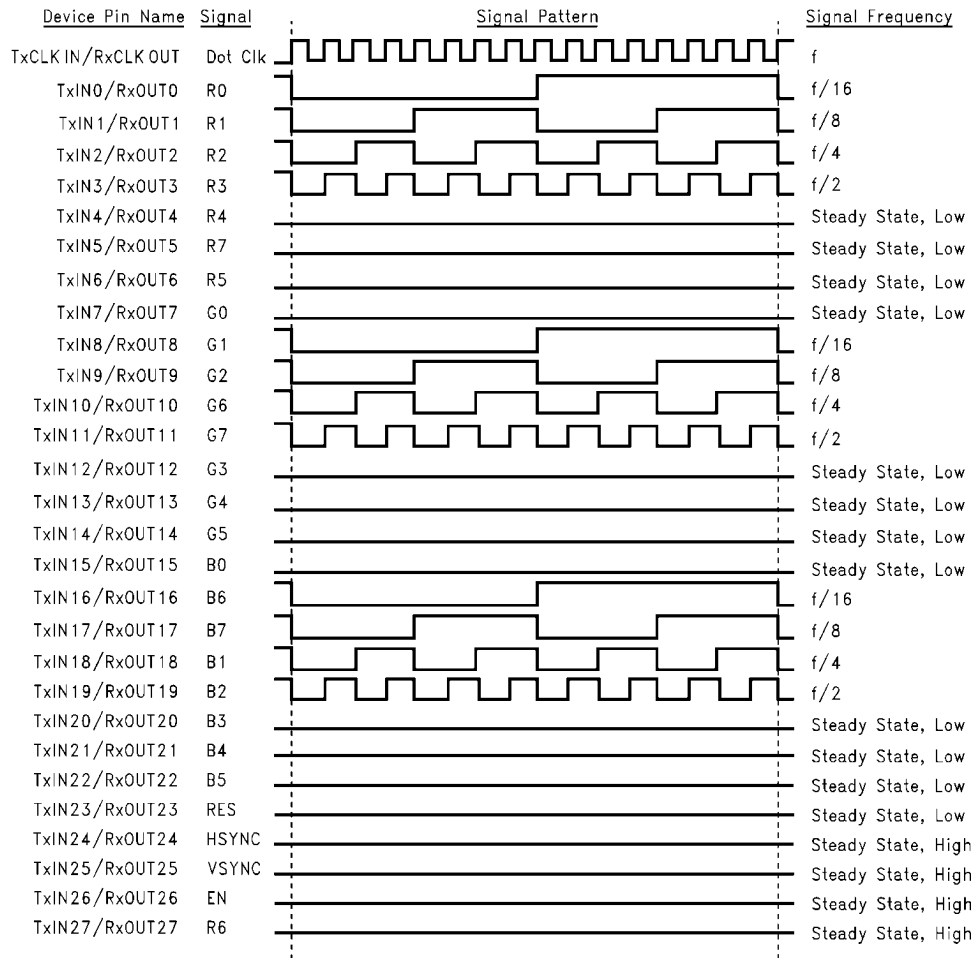 Device Pin Name Signal Signal Pattern Signal Frequency
TxCLK IN/RxCLK OUT Dot Clk f
TxIN0/RxOUT0 R0 f/16
TxIN1/RxOUT1 R1 f/8
TxIN2/RxOUT2 R2 f/4
TxIN3/RxOUT3 R3 f/2
TxIN4/RxOUT4 R4 Steady State, Low
TxIN5/RxOUT5 R7 Steady State, Low
TxIN6/RxOUT6 R5 Steady State, Low
TxIN7/RxOUT7 G0 Steady State, Low
TxIN8/RxOUT8 G1 f/16
TxIN9/RxOUT9 G2 f/8
TxIN10/RxOUT10 G6 f/4
TxIN11/RxOUT11 G7 f/2
TxIN12/RxOUT12 G3 Steady State, Low
TxIN13/RxOUT13 G4 Steady State, Low
TxIN14/RxOUT14 G5 Steady State, Low
TxIN15/RxOUT15 B0 Steady State, Low
TxIN16/RxOUT16 B6 f/16
TxIN17/RxOUT17 B7 f/8
TxIN18/RxOUT18 B1 f/4
TxIN19/RxOUT19 B2 f/2
TxIN20/RxOUT20 B3 Steady State, Low
TxIN21/RxOUT21 B4 Steady State, Low
TxIN22/RxOUT22 B5 Steady State, Low
TxIN23/RxOUT23 RES Steady State, Low
TxIN24/RxOUT24 HSYNC Steady State, High
TxIN25/RxOUT25 VSYNC Steady State, High
TxIN26/RxOUT26 EN Steady State, High
TxIN27/RxOUT27 R6 Steady State, High